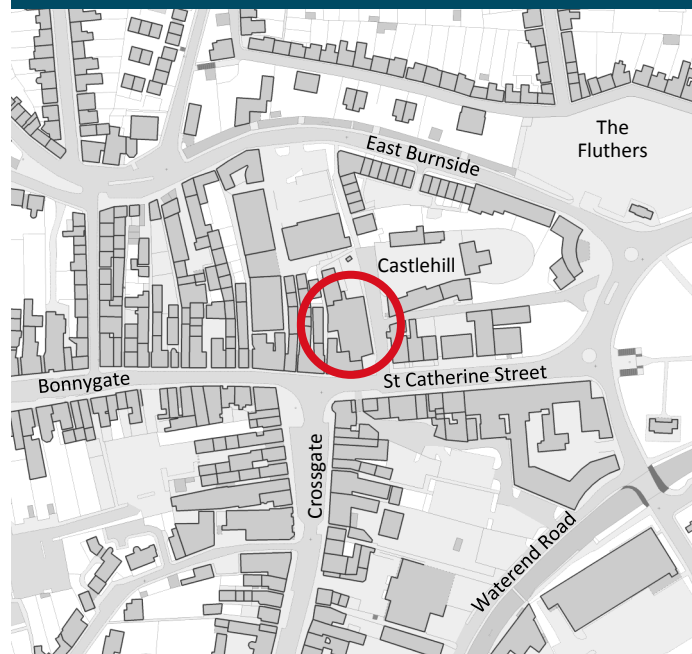 The
Fluthers
East Burnside
Castlehill
Bonnygate
St Catherine Street
Crossgate
Waterend Road